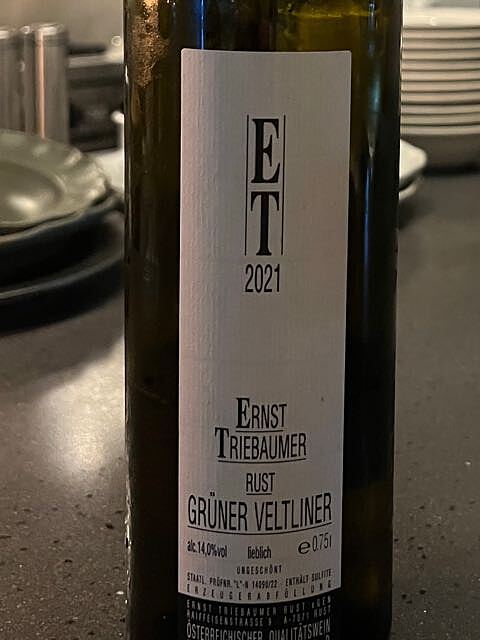 E
T
2021
ERNST
TRIEBAUMER
RUST
GRÜNER VELTLINER
alc.14,0%vol lieblich e 0.75l
UNGESCHÖNT
STAATL. PRÜFNR. "L"-N 14090/22 · ENTHÄLT SULFITE
ERZEUGERABFÜLLUNG
ERNST TRIEBAUMER RUST eGEN
RAIFFEISENSTRASSE 9 · A-7071 RUST
ÖSTERREICHISCHER QUALITÄTSWEIN